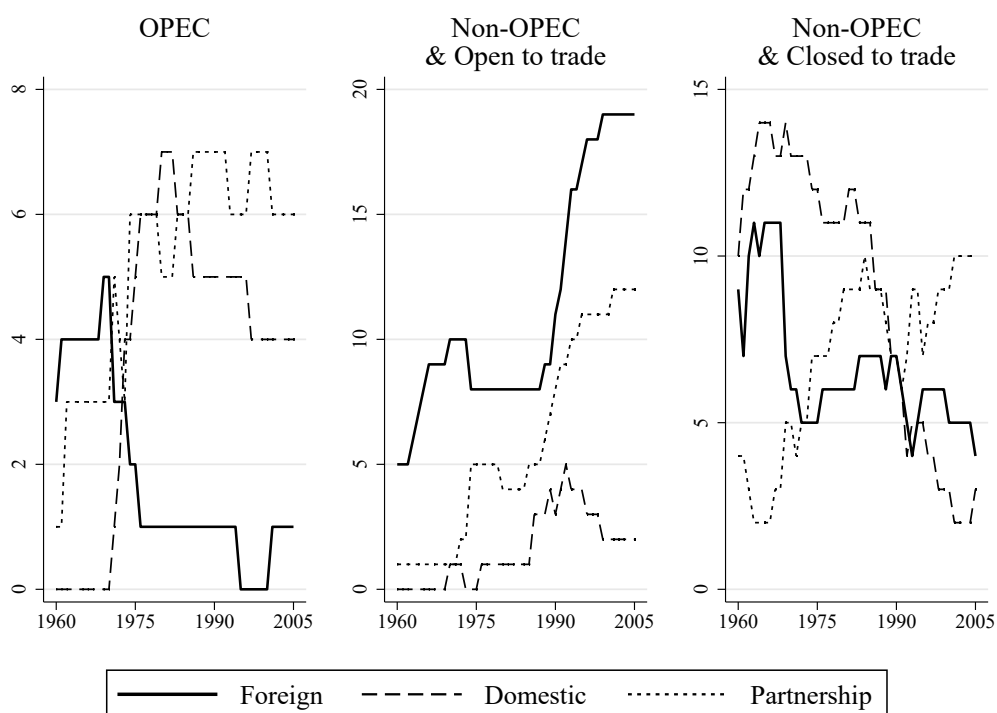 OPEC
Non-OPEC
& Open to trade
Non-OPEC
& Closed to trade
8
6
4
2
0
1960 1975 1990 2005
20
15
10
5
0
1960 1975 1990 2005
15
10
5
0
1960 1975 1990 2005
Foreign Domestic Partnership